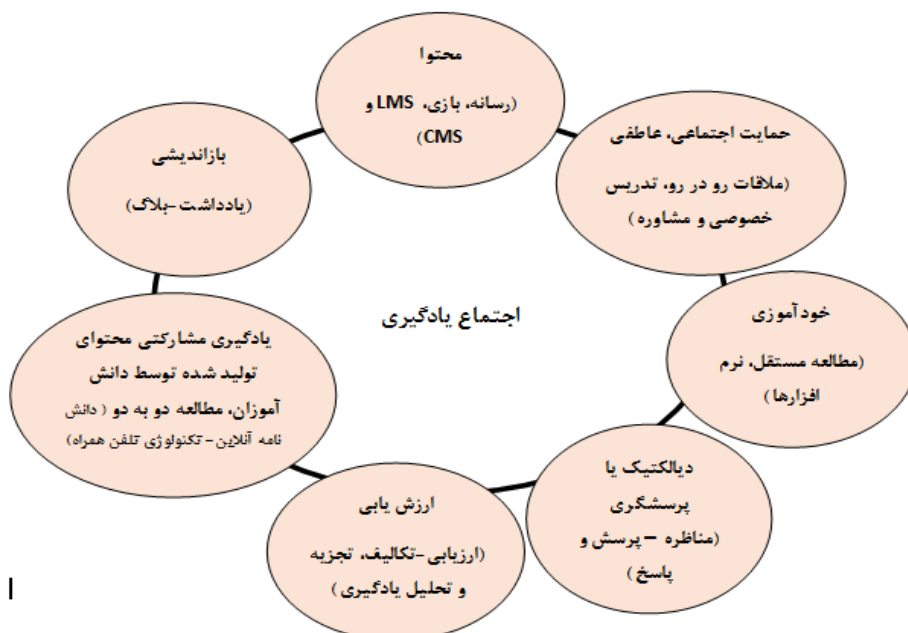 محتوا
(رسانه، بازی، LMS و
CMS)
حمایت اجتماعی، عاطفی
(ملاقات رو در رو، تدریس
خصوصی و مشاوره)
خودآموزی
(مطالعه مستقل، نرم
افزارها)
دیالکتیک یا
پرسشگری
(مناظره – پرسش و
پاسخ)
ارزش یابی
(ارزیابی-تکالیف، تجزیه
و تحلیل یادگیری)
یادگیری مشارکتی محتوای
تولید شده توسط دانش
آموزان، مطالعه دو به دو (دانش
نامه آنلاین-تکنولوژی تلفن همراه)
بازاندیشی
(یادداشت-بلاگ)
اجتماع یادگیری